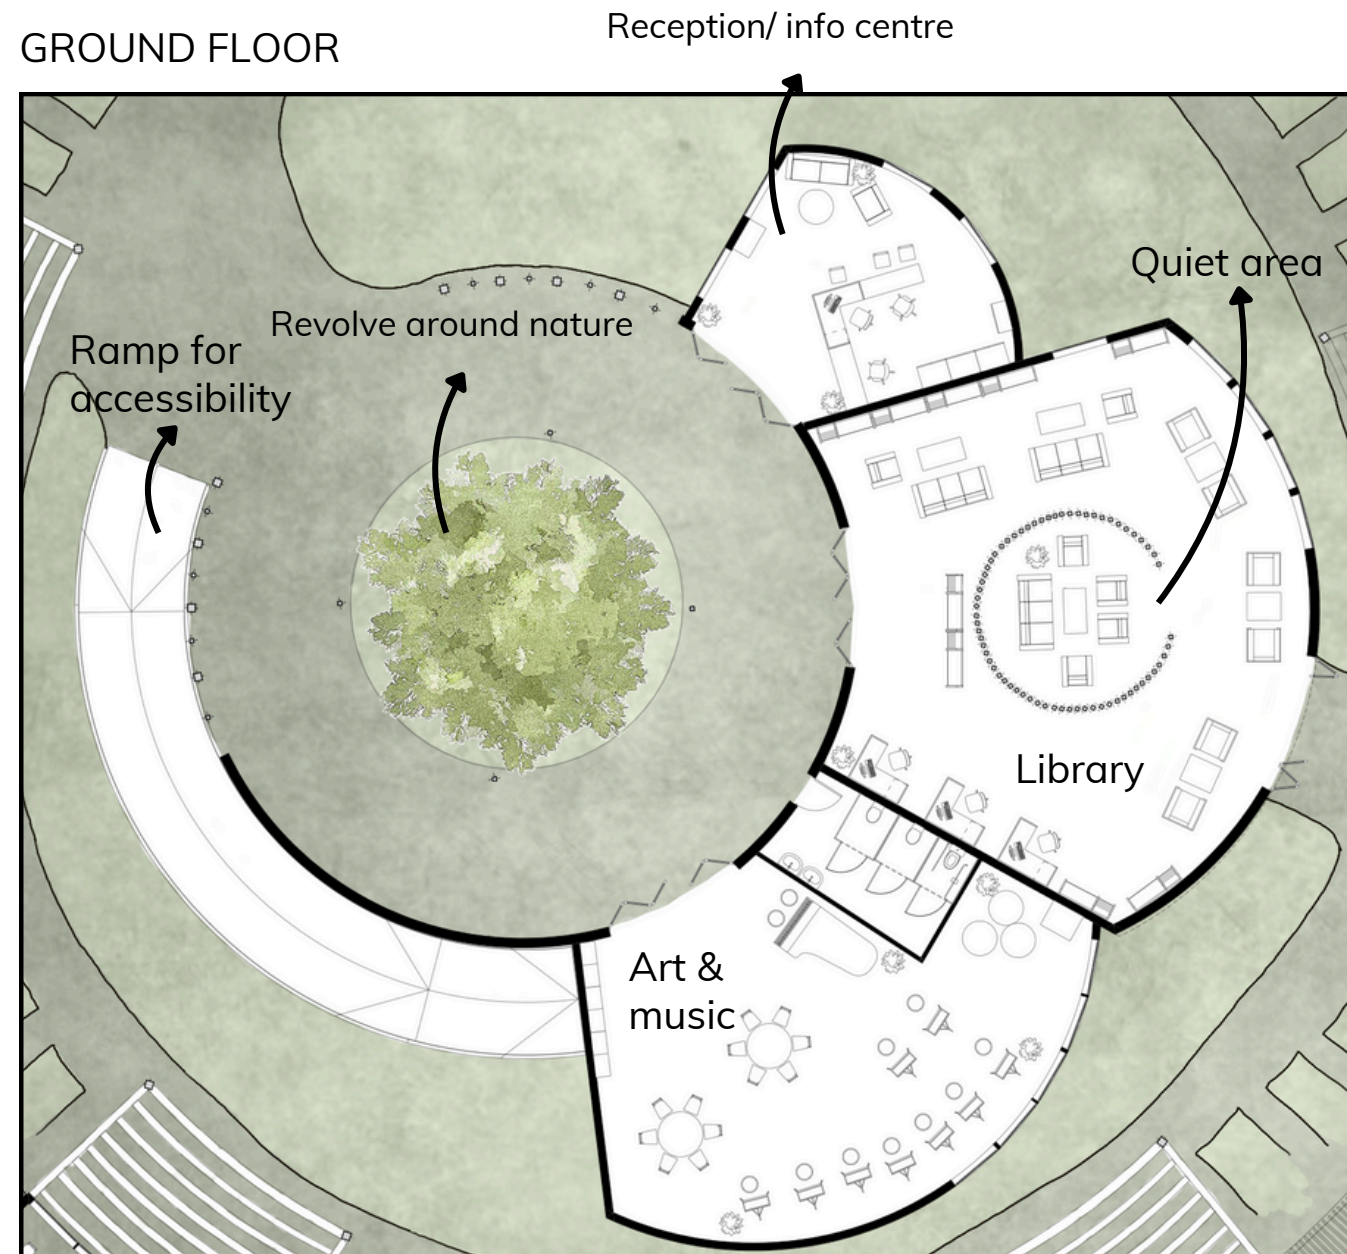 GROUND FLOOR
Reception/ info centre
Quiet area
Revolve around nature
Ramp for
accessibility
Library
Art &
music